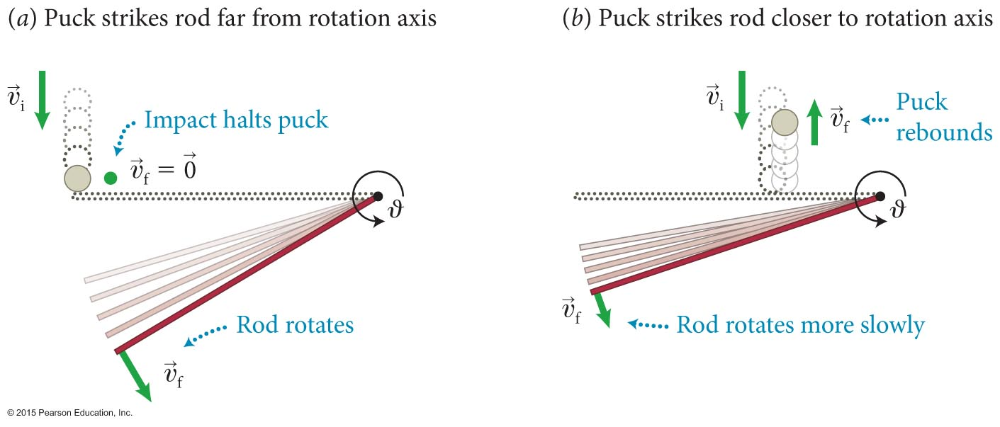 (a) Puck strikes rod far from rotation axis
v⃗i
Impact halts puck
v⃗f = 0⃗
ϑ
Rod rotates
v⃗f
(b) Puck strikes rod closer to rotation axis
v⃗i
v⃗f
Puck
rebounds
ϑ
v⃗f
Rod rotates more slowly
© 2015 Pearson Education, Inc.